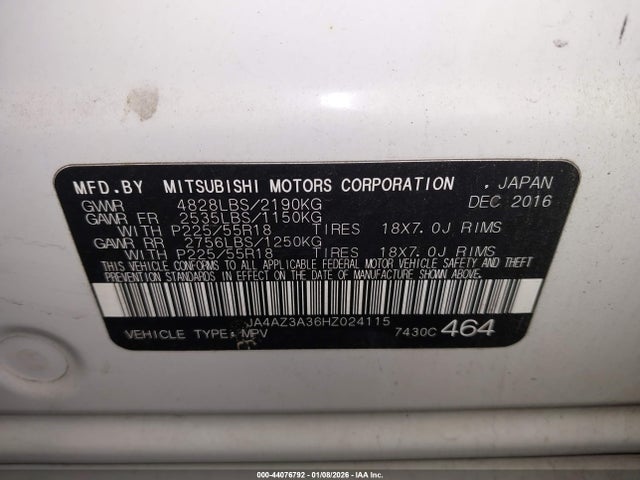 MFD.BY MITSUBISHI MOTORS CORPORATION , JAPAN
GVWR 4828LBS/2190KG DEC 2016
GAWR FR 2535LBS/1150KG
WITH P225/55R18 TIRES 18X7.0J RIMS
GAWR RR 2756LBS/1250KG
WITH P225/55R18 TIRES 18X7.0J RIMS
THIS VEHICLE CONFORMS TO ALL APPLICABLE FEDERAL MOTOR VEHICLE SAFETY AND THEFT
PREVENTION STANDARDS IN EFFECT ON THE DATE OF MANUFACTURE SHOWN ABOVE.
JA4AZ3A36HZ024115
VEHICLE TYPE: MPV 7430C 464
000-44076792 - 01/08/2026 - IAA Inc.